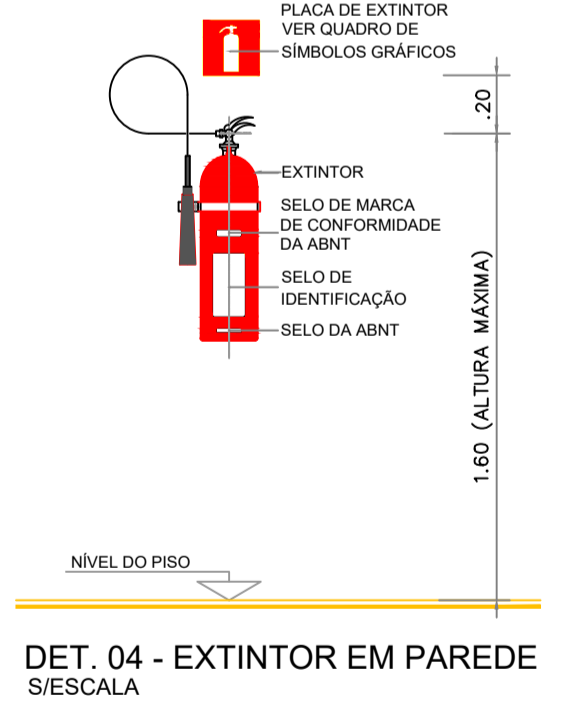 PLACA DE EXTINTOR
VER QUADRO DE
SÍMBOLOS GRÁFICOS
.20
EXTINTOR
SELO DE MARCA
DE CONFORMIDADE
DA ABNT
SELO DE
IDENTIFICAÇÃO
SELO DA ABNT
1.60 (ALTURA MÁXIMA)
NÍVEL DO PISO
DET. 04 - EXTINTOR EM PAREDE
S/ESCALA